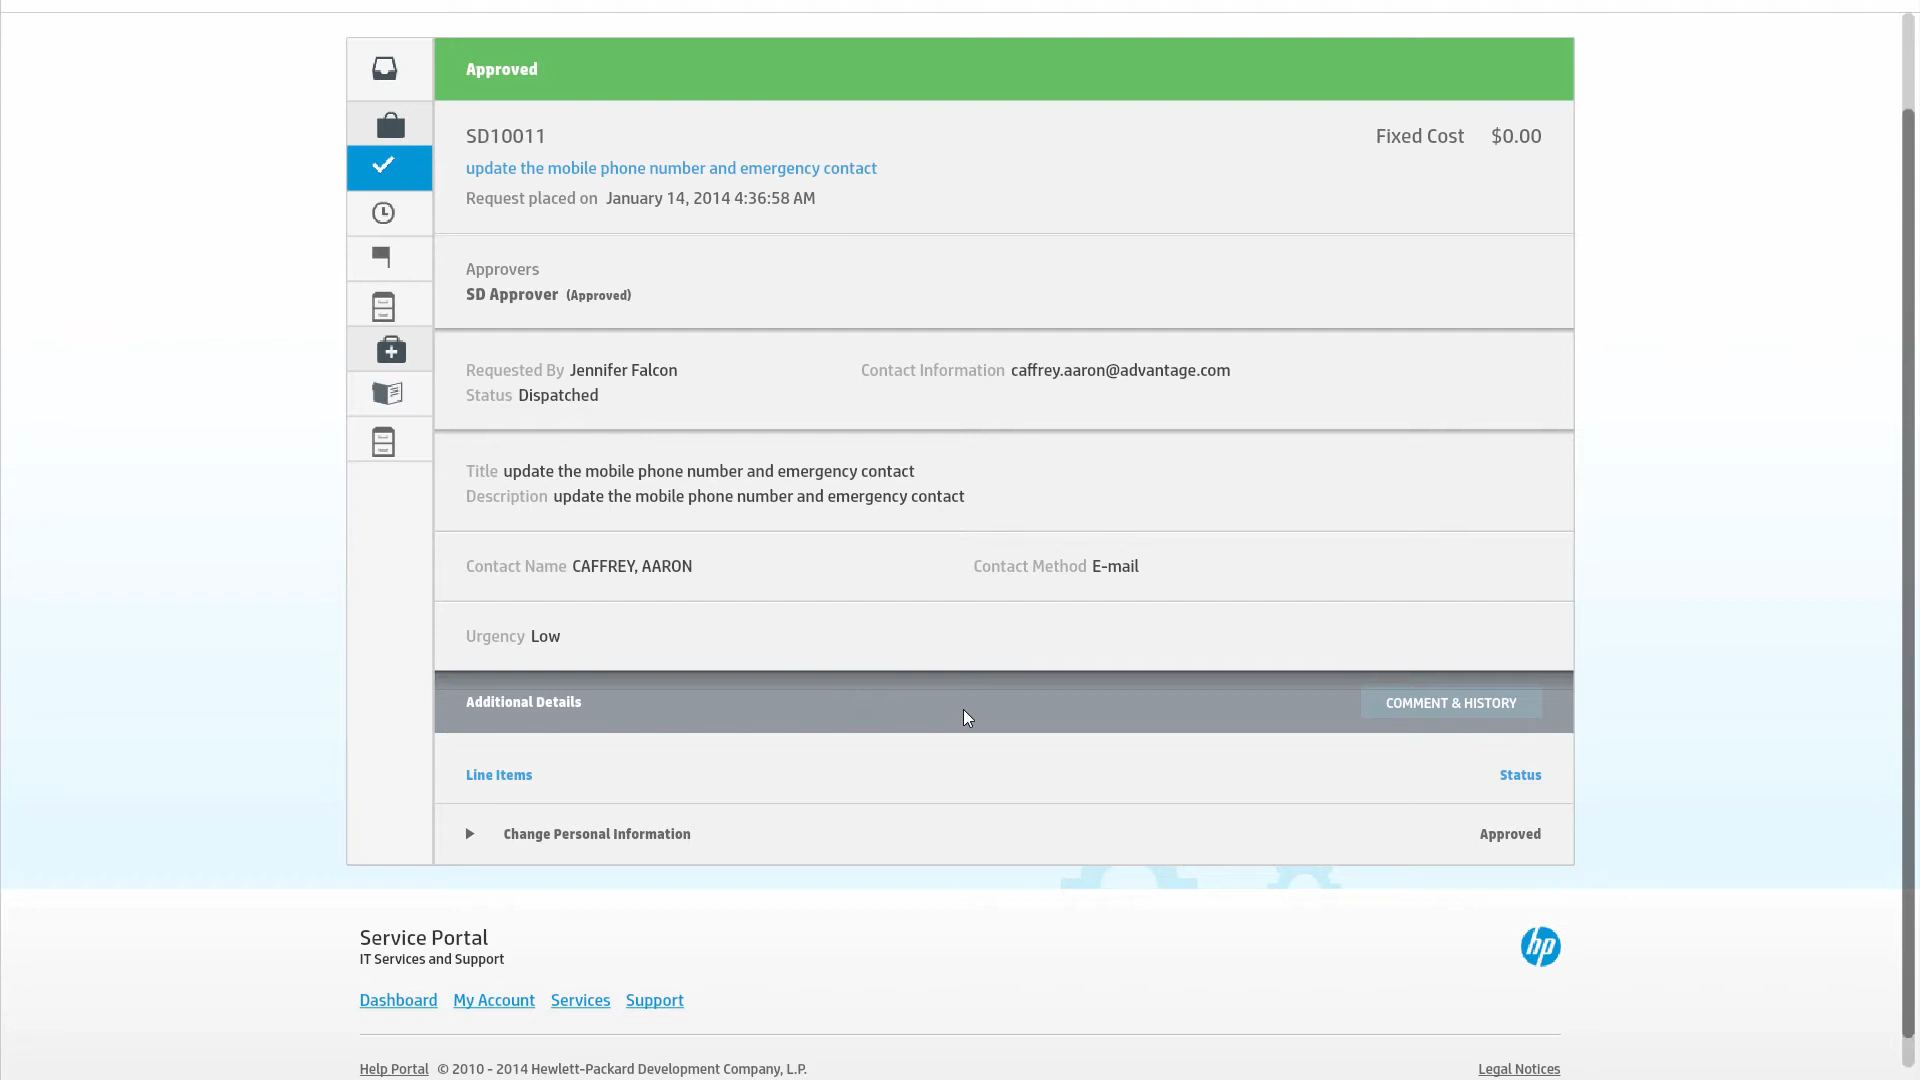 Approved
SD10011
Fixed Cost $0.00
update the mobile phone number and emergency contact
Request placed on January 14, 2014 4:36:58 AM
Approvers
SD Approver (Approved)
Requested By Jennifer Falcon
Contact Information caffrey.aaron@advantage.com
Status Dispatched
Title update the mobile phone number and emergency contact
Description update the mobile phone number and emergency contact
Contact Name CAFFREY, AARON
Contact Method E-mail
Urgency Low
Additional Details
COMMENT & HISTORY
Line Items
Status
Change Personal Information
Approved
Service Portal
IT Services and Support
hp
Dashboard My Account Services Support
Help Portal © 2010 - 2014 Hewlett-Packard Development Company, L.P.
Legal Notices